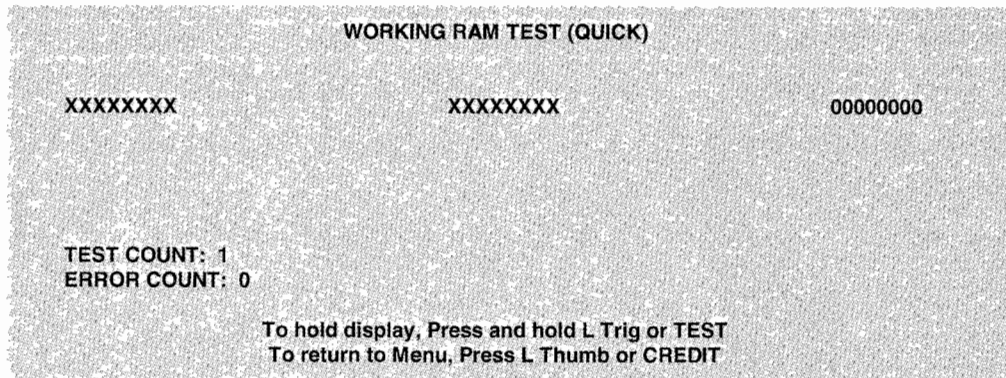 WORKING RAM TEST (QUICK)
XXXXXXXX XXXXXXXX 00000000
TEST COUNT: 1
ERROR COUNT: 0
To hold display, Press and hold L Trig or TEST
To return to Menu, Press L Thumb or CREDIT